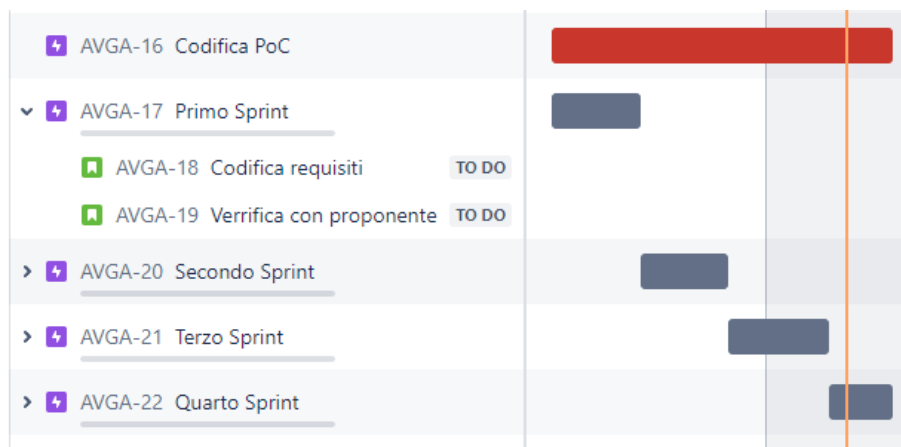 AVGA-16 Codifica PoC
AVGA-17 Primo Sprint
AVGA-18 Codifica requisiti TO DO
AVGA-19 Verrifica con proponente TO DO
AVGA-20 Secondo Sprint
AVGA-21 Terzo Sprint
AVGA-22 Quarto Sprint